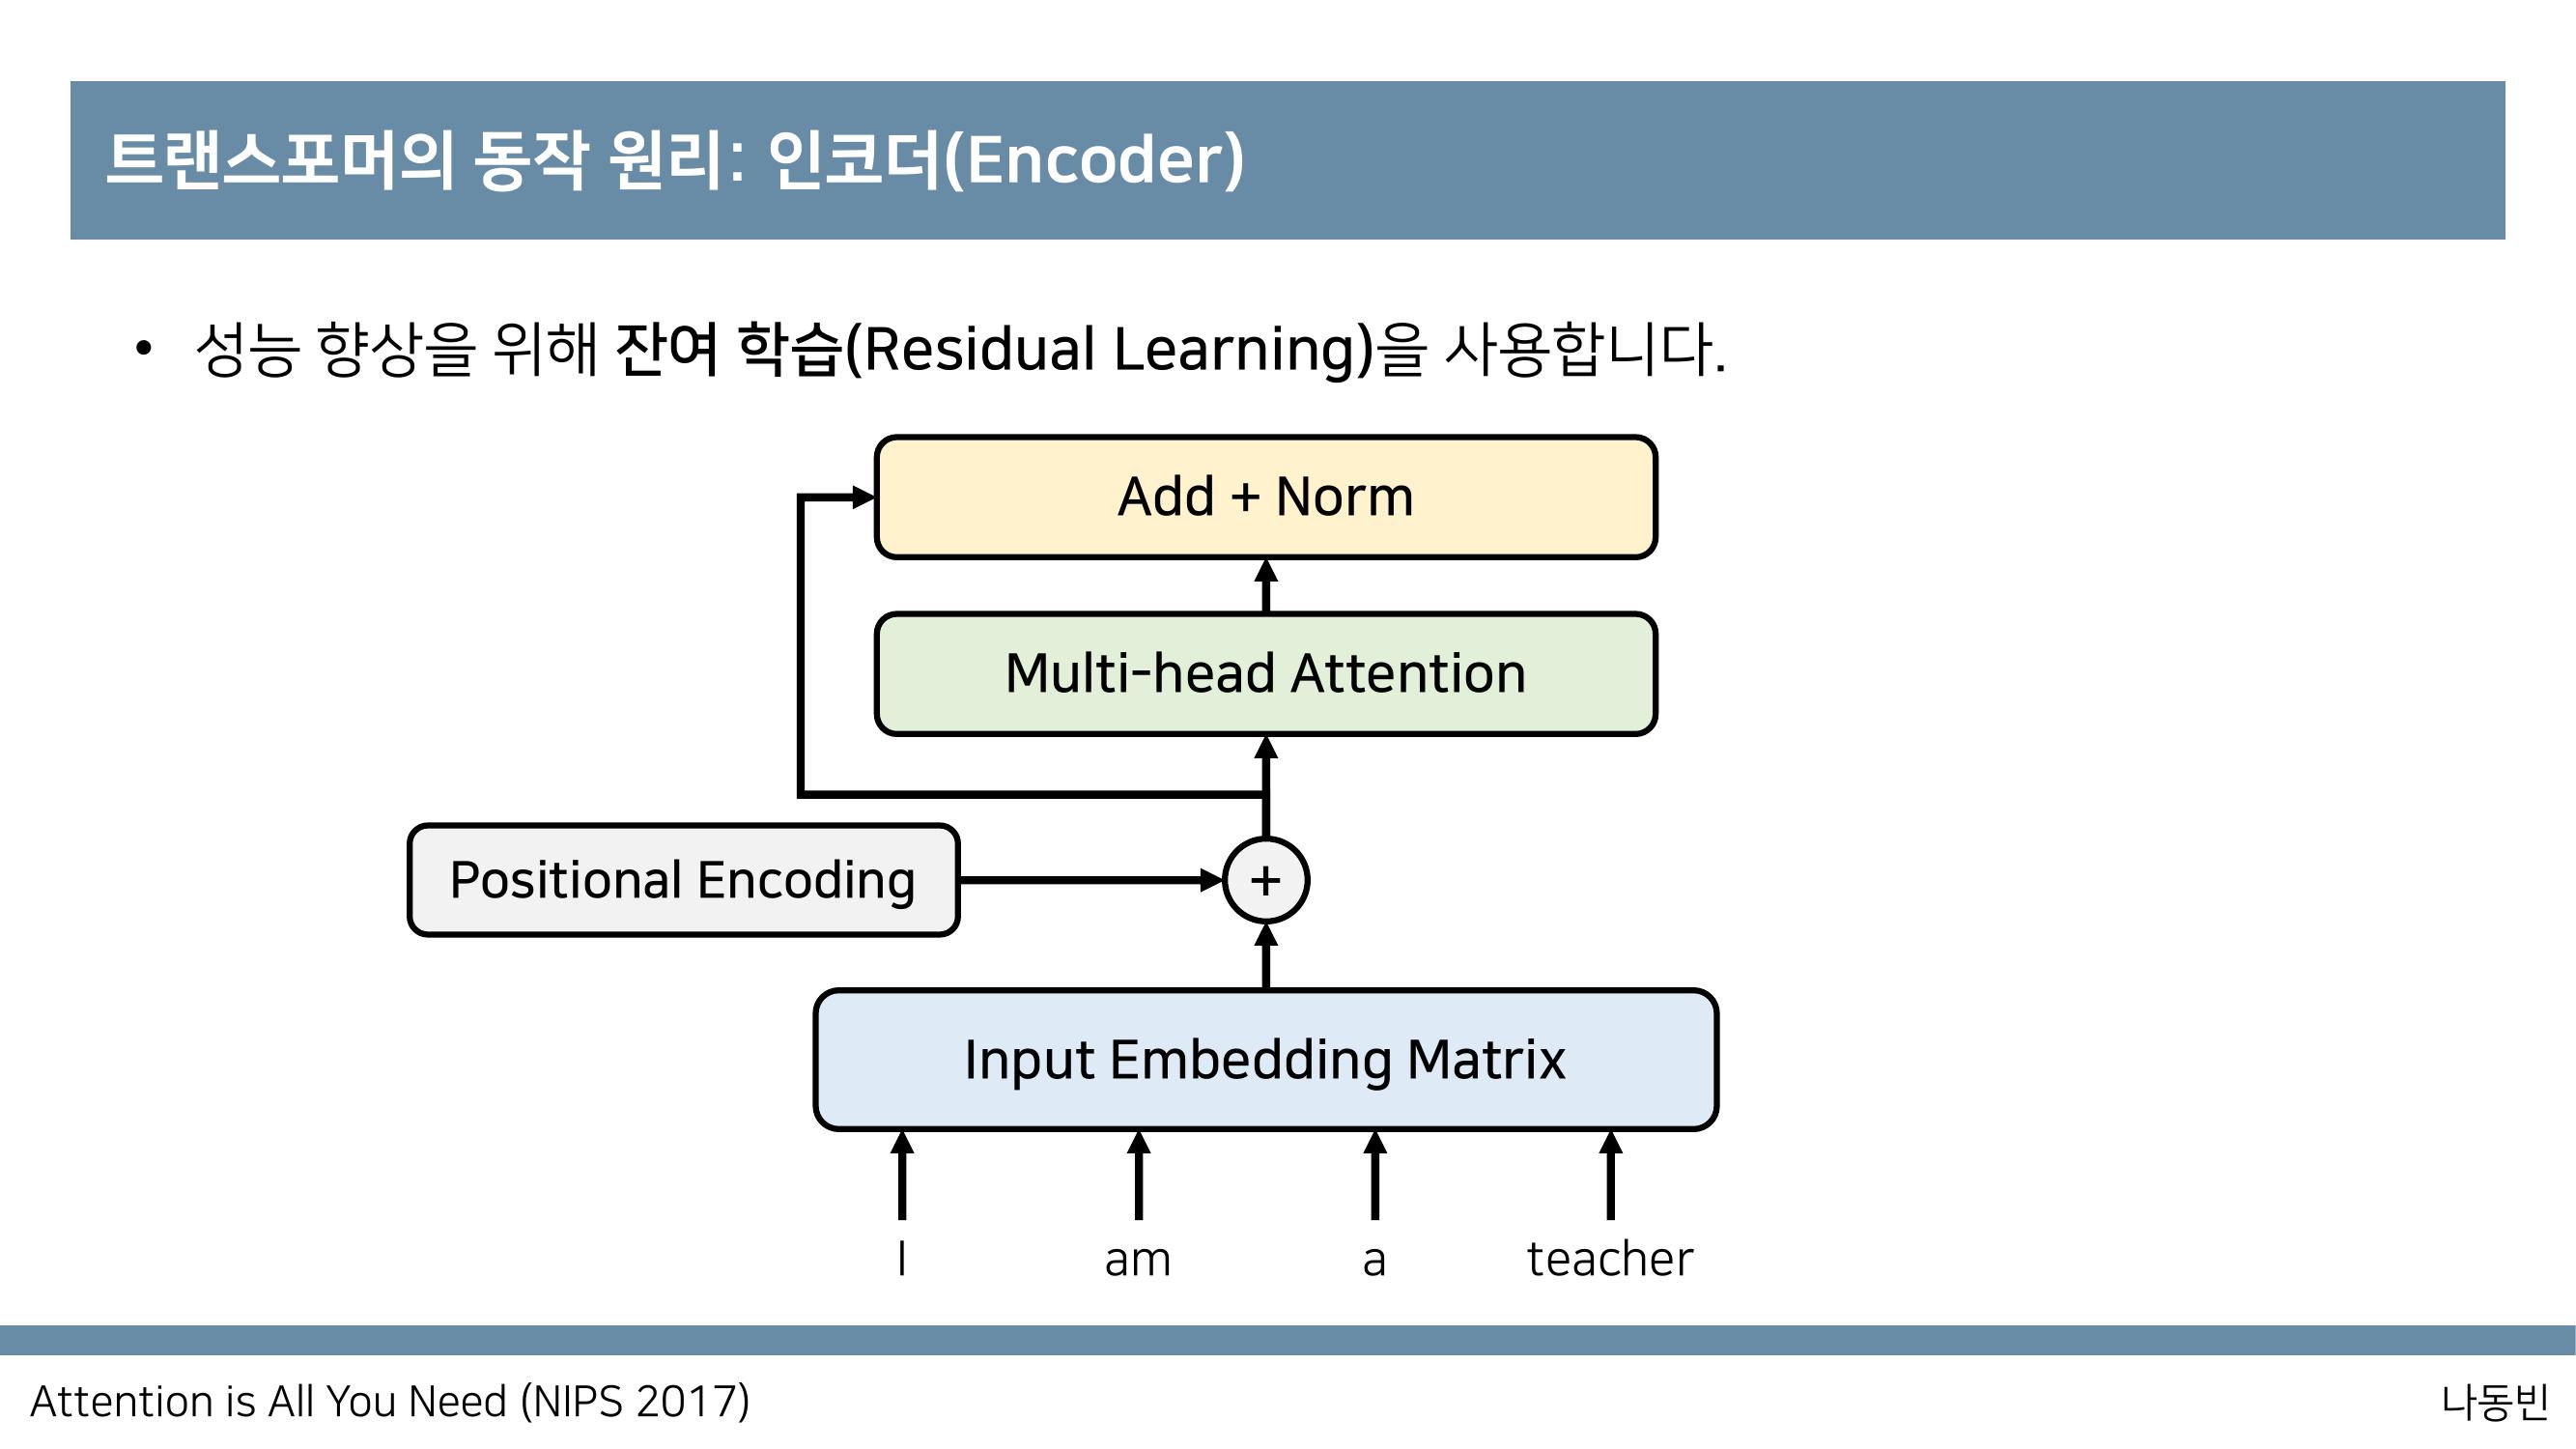 트랜스포머의 동작 원리: 인코더(Encoder)
• 성능 향상을 위해 잔여 학습(Residual Learning)을 사용합니다.
Add + Norm
Multi-head Attention
Positional Encoding
+
Input Embedding Matrix
I am a teacher
Attention is All You Need (NIPS 2017)
나동빈